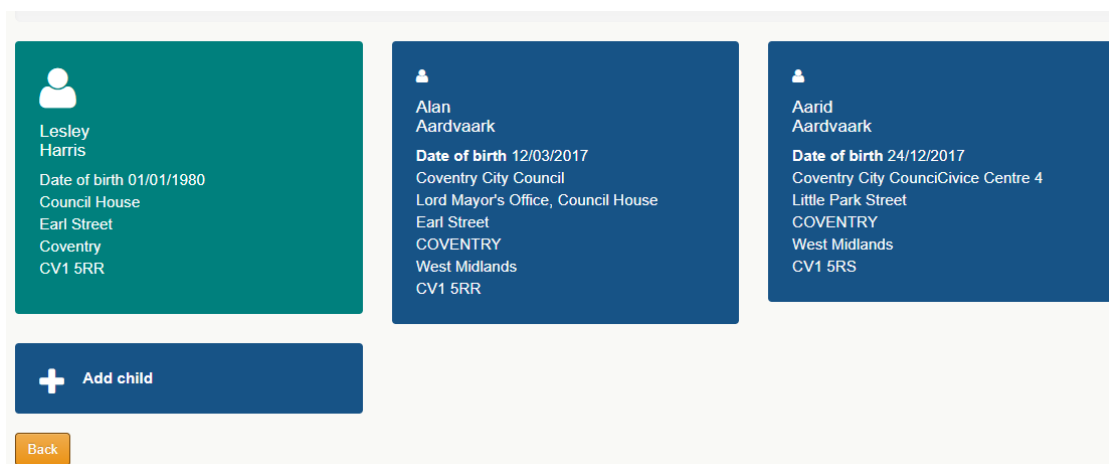 Lesley
Harris
Date of birth 01/01/1980
Council House
Earl Street
Coventry
CV1 5RR
Alan
Aardvaark
Date of birth 12/03/2017
Coventry City Council
Lord Mayor's Office, Council House
Earl Street
COVENTRY
West Midlands
CV1 5RR
Aarid
Aardvaark
Date of birth 24/12/2017
Coventry City CounciCivice Centre 4
Little Park Street
COVENTRY
West Midlands
CV1 5RS
Add child
Back